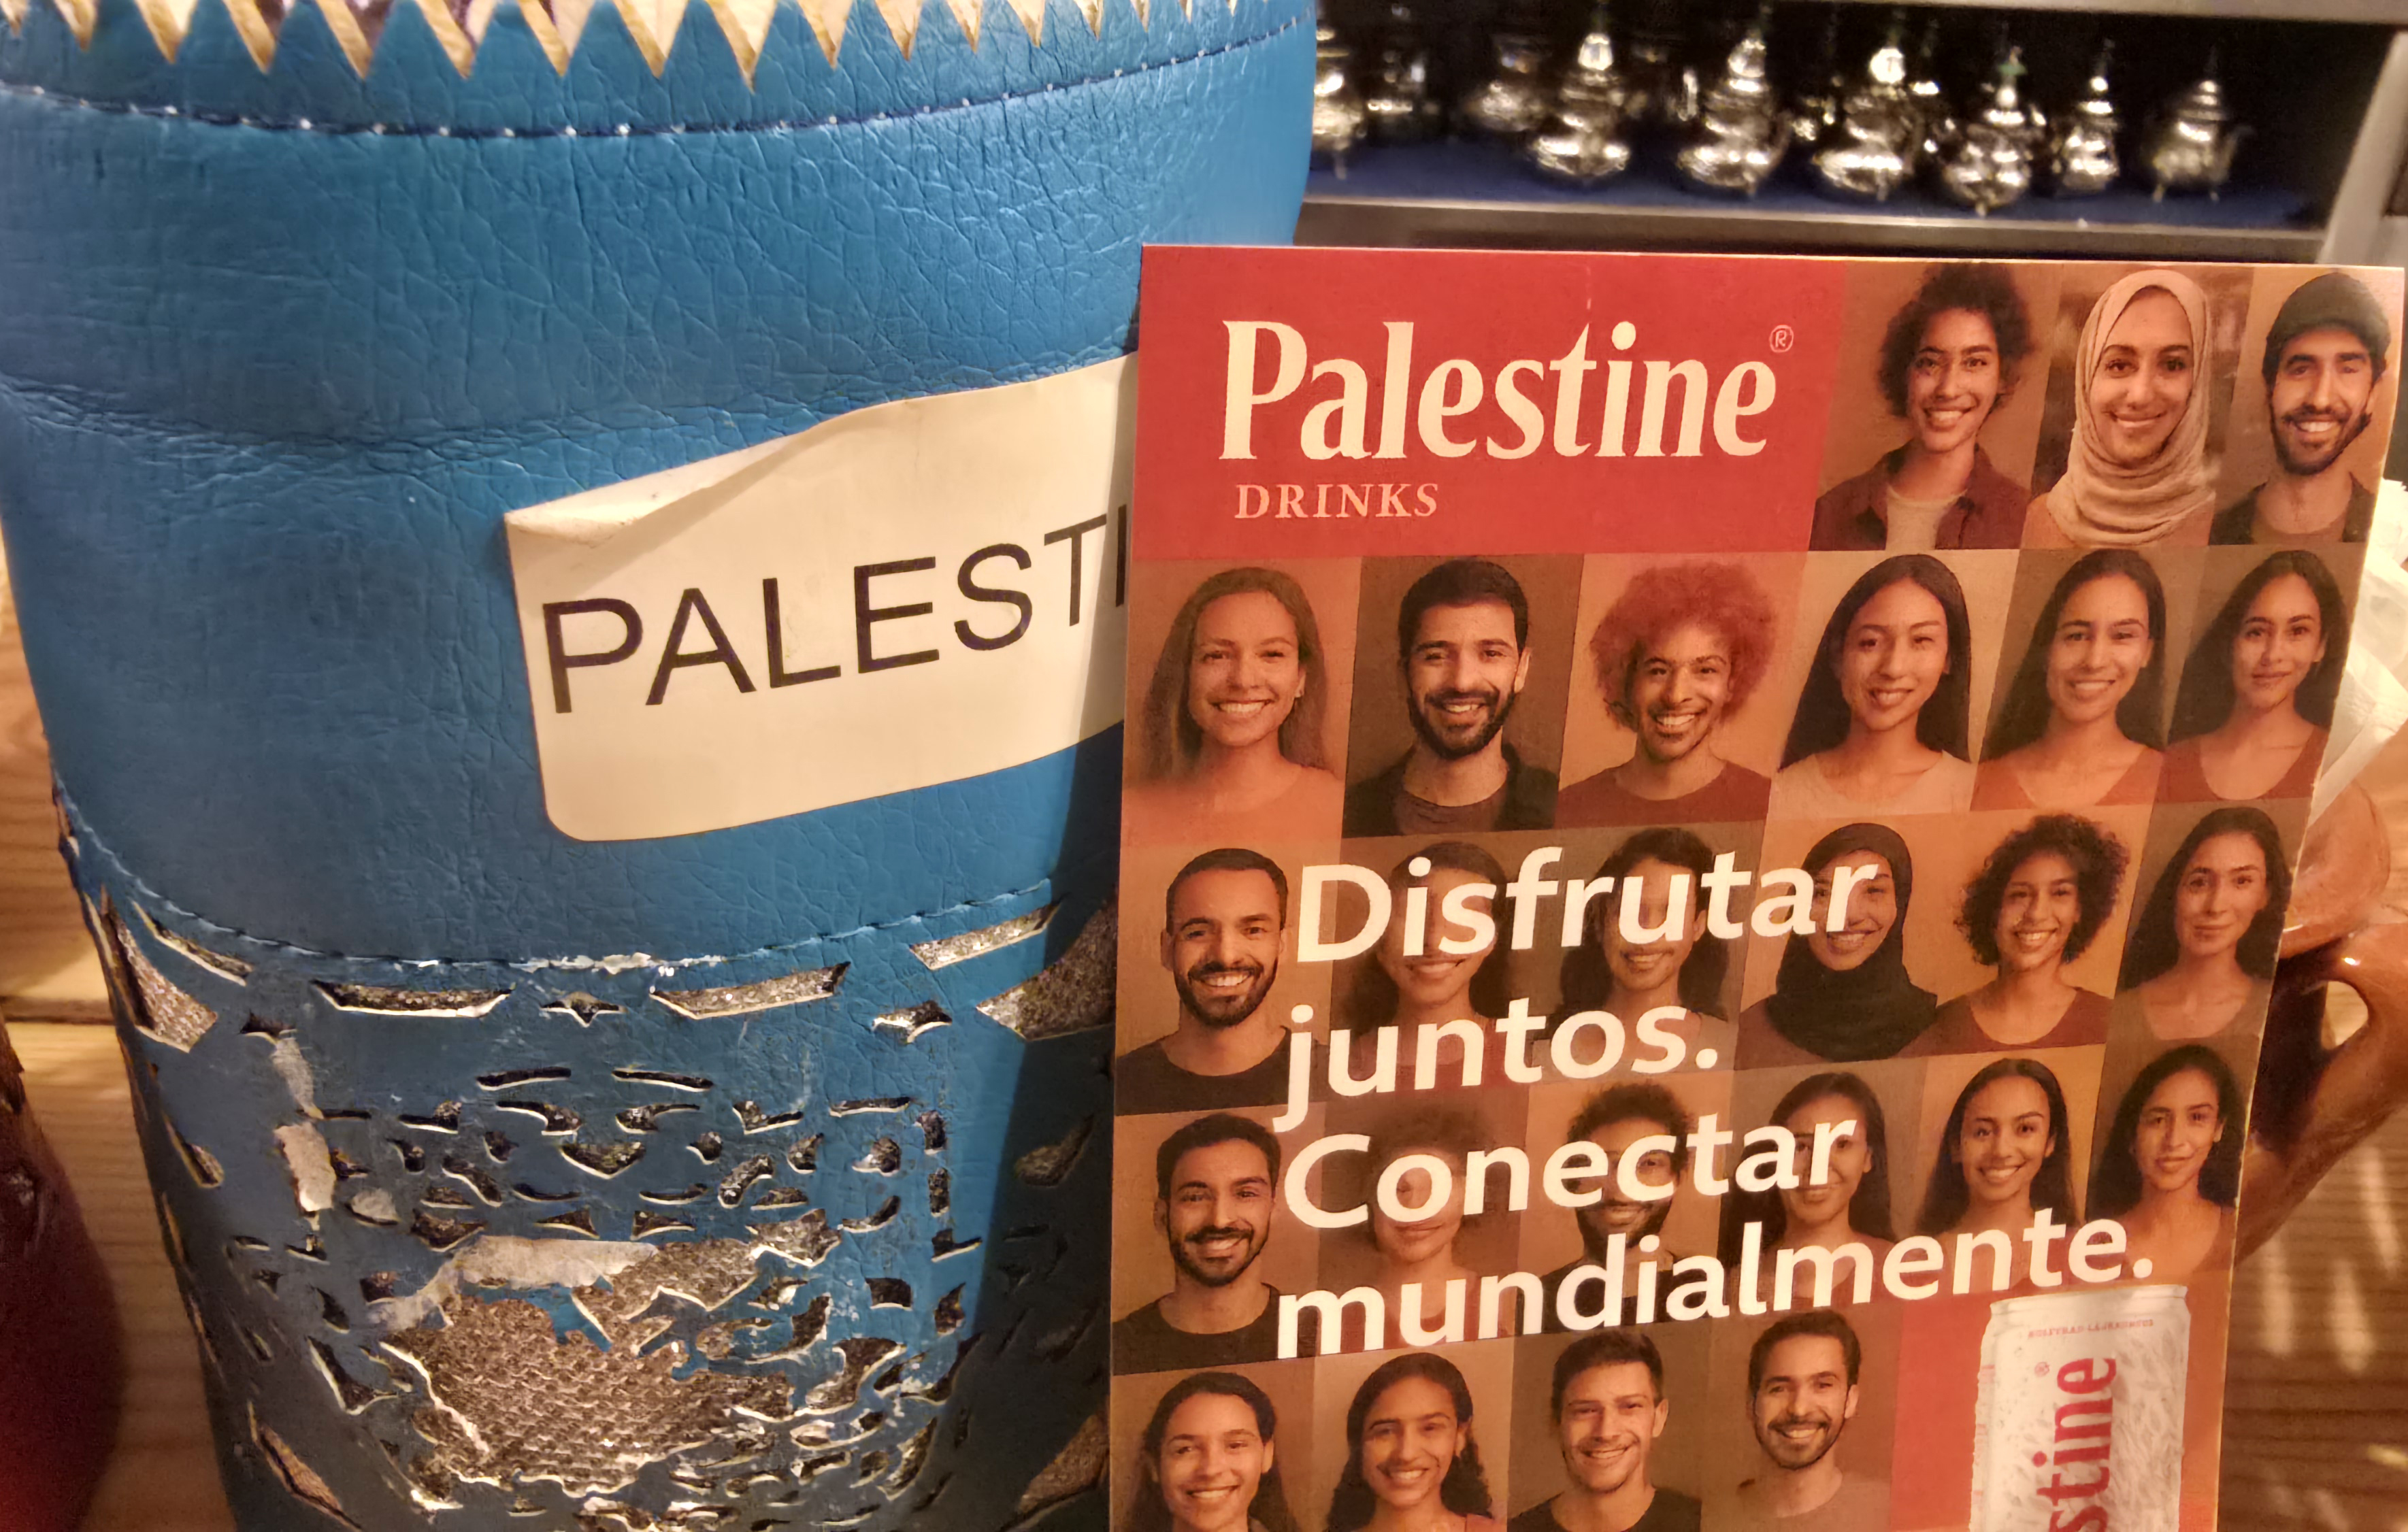 PALESTI
Palestine®
DRINKS
Disfrutar
juntos.
Conectar
mundialmente.
stine®